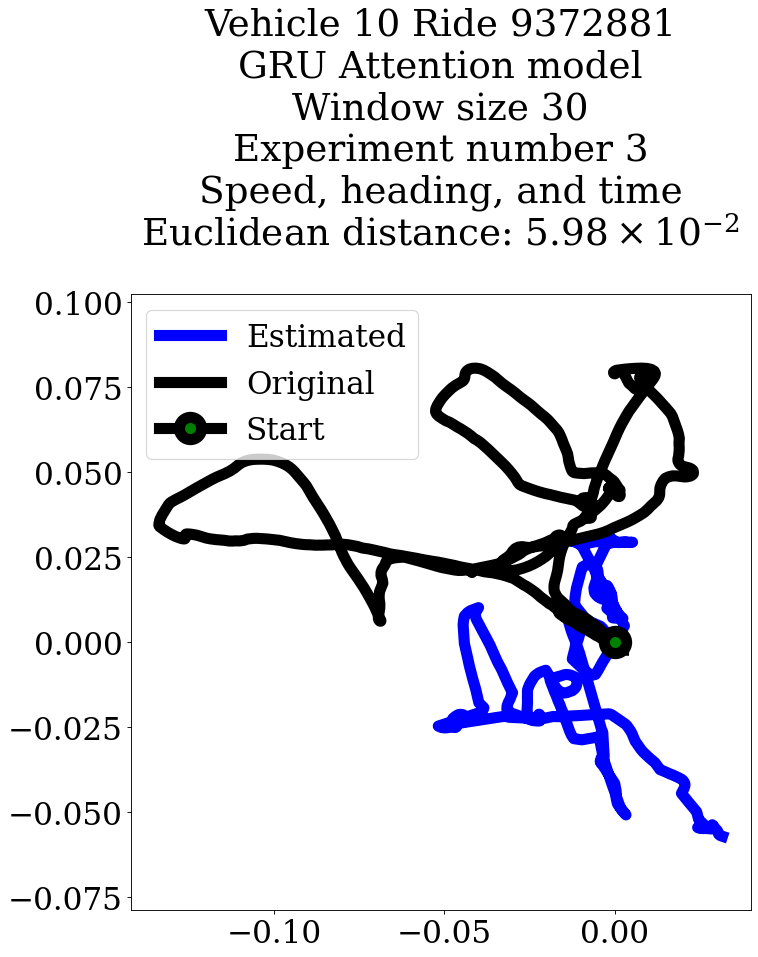 Vehicle 10 Ride 9372881
GRU Attention model
Window size 30
Experiment number 3
Speed, heading, and time
Euclidean distance: 5.98 × 10⁻²
Estimated
Original
Start
0.100
0.075
0.050
0.025
0.000
−0.025
−0.050
−0.075
−0.10
−0.05
0.00